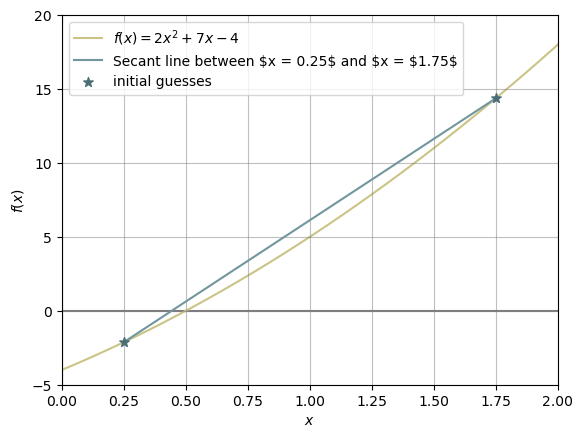 20
15
10
5
0
−5
f(x)
f(x) = 2x² + 7x − 4
Secant line between $x = 0.25$ and $x = $1.75$
initial guesses
0.00 0.25 0.50 0.75 1.00 1.25 1.50 1.75 2.00
x